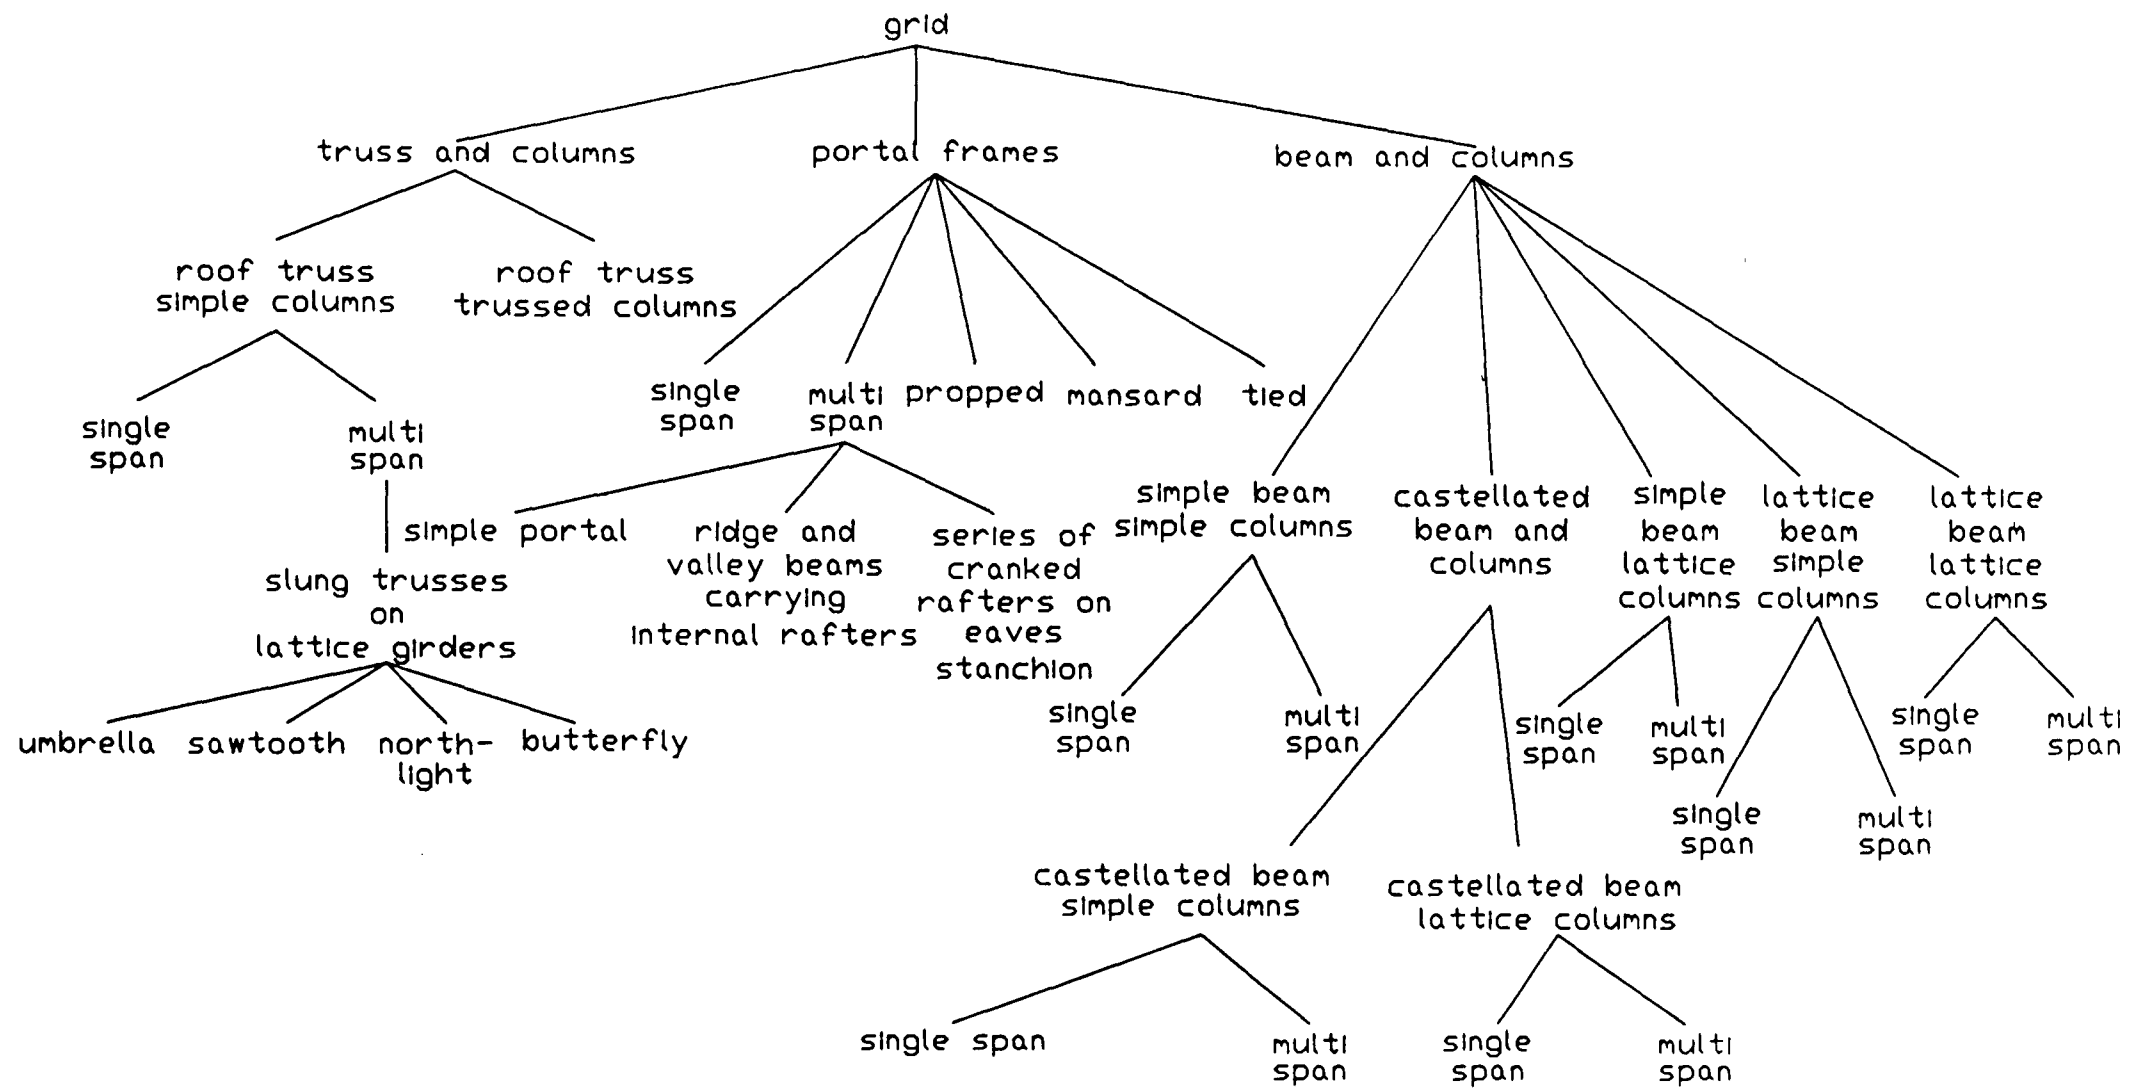 grid
truss and columns
portal frames
beam and columns
roof truss
simple columns
roof truss
trussed columns
single
span
multi
span
propped
mansard
tied
single
span
multi
span
simple beam
simple columns
castellated
beam and
columns
simple
beam
lattice
columns
lattice
beam
simple
columns
lattice
beam
lattice
columns
simple portal
ridge and
valley beams
carrying
internal rafters
series of
cranked
rafters on
eaves
stanchion
slung trusses
on
lattice girders
umbrella
sawtooth
north-
light
butterfly
single
span
multi
span
single
span
multi
span
single
span
multi
span
single
span
multi
span
castellated beam
simple columns
castellated beam
lattice columns
single span
multi
span
single
span
multi
span